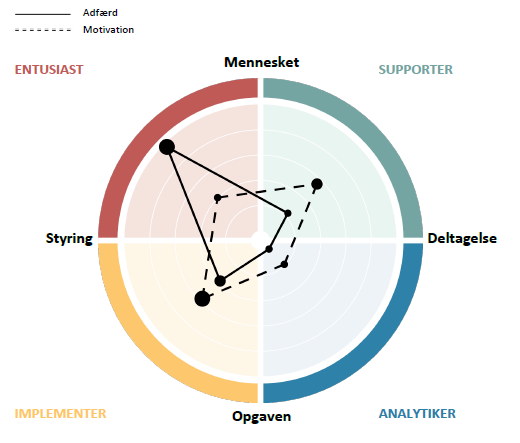 Adfærd
Motivation
Mennesket
ENTUSIAST
SUPPORTER
Styring
Deltagelse
IMPLEMENTER
Opgaven
ANALYTIKER